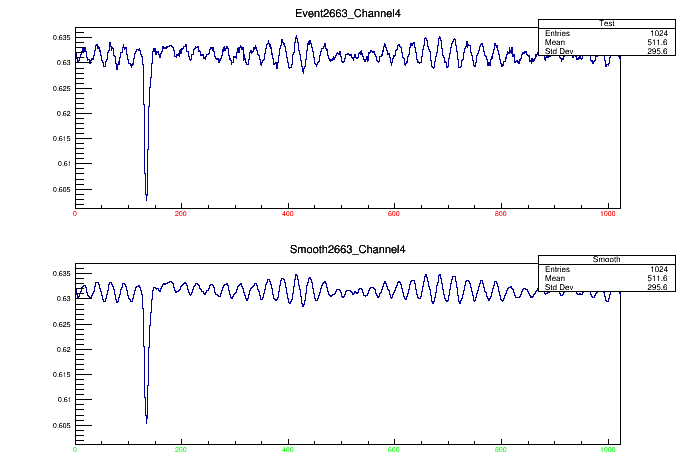 Event2663_Channel4
Test
Entries 1024
Mean 511.6
Std Dev 295.6
0.635
0.63
0.625
0.62
0.615
0.61
0.605
0 200 400 600 800 1000
Smooth2663_Channel4
Smooth
Entries 1024
Mean 511.6
Std Dev 295.6
0.635
0.63
0.625
0.62
0.615
0.61
0.605
0 200 400 600 800 1000